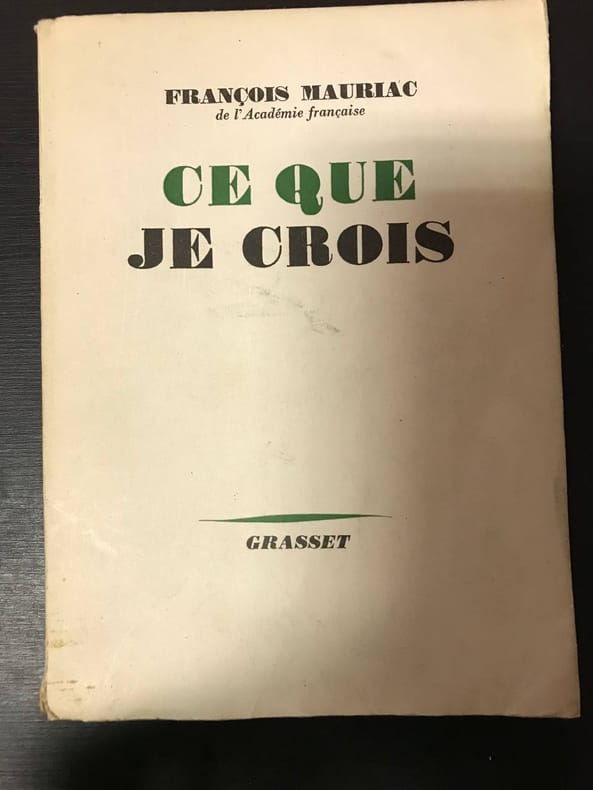 FRANÇOIS MAURIAC
de l'Académie française
CE QUE
JE CROIS
GRASSET